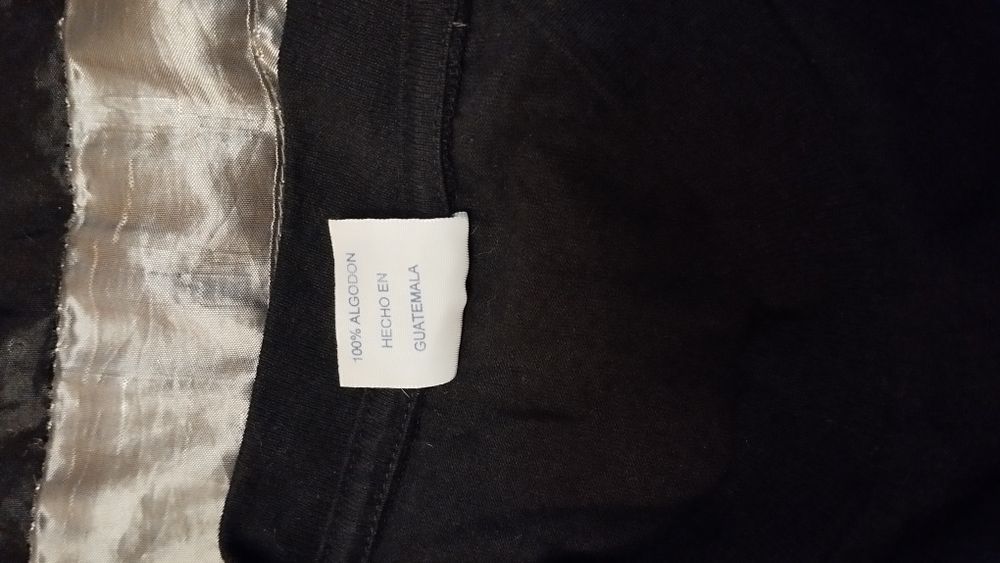 100% ALGODON
HECHO EN
GUATEMALA